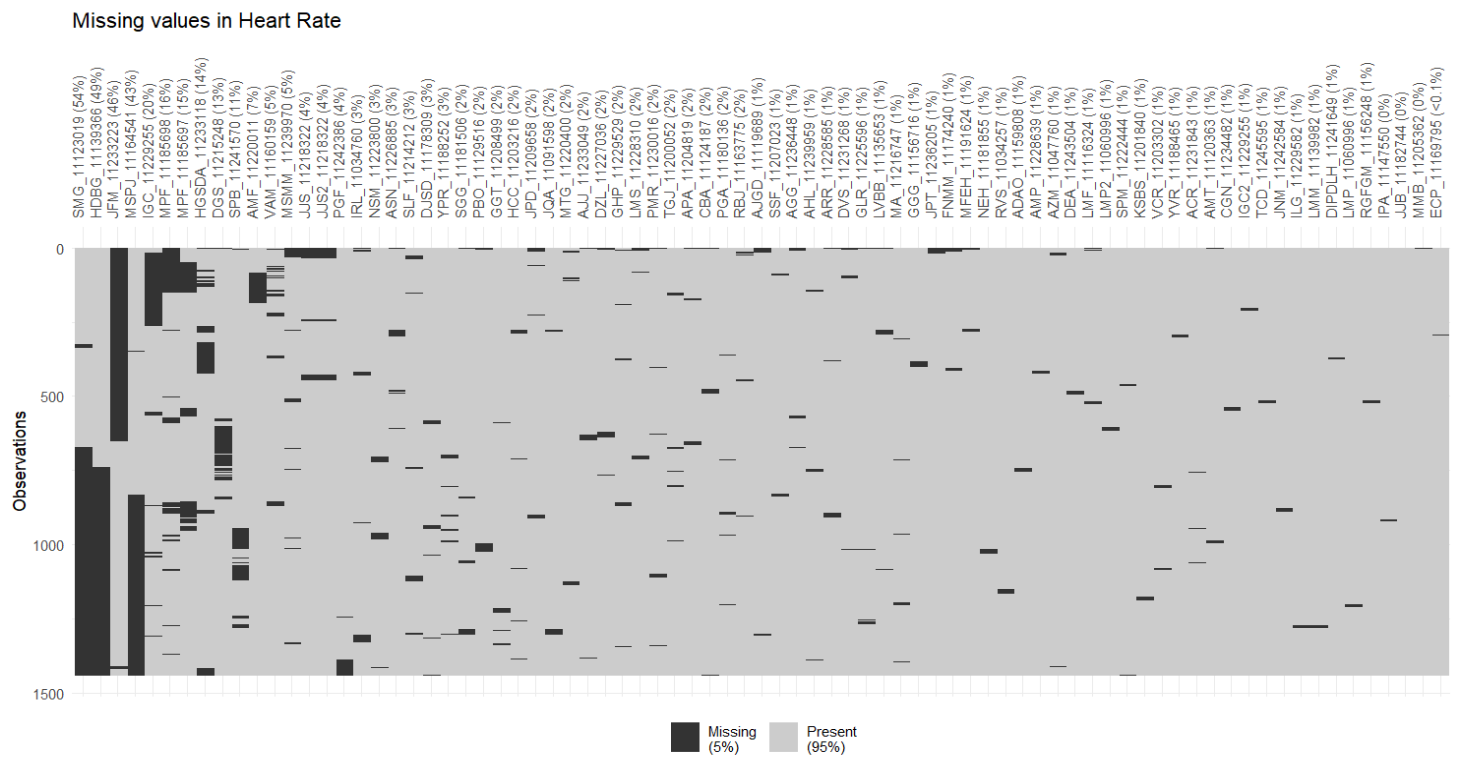 Missing values in Heart Rate
SMG_11123019 (54%)
HDBG_11139366 (49%)
JFM_11233223 (46%)
MSPJ_11164541 (43%)
IGC_11229255 (20%)
MPF_11185698 (16%)
MPF_11185697 (15%)
HGSDA_11233118 (14%)
DGS_11215248 (13%)
SPB_11241570 (11%)
AMF_11220011 (7%)
VAM_11160159 (5%)
MSMM_11239970 (5%)
JJS_11218322 (4%)
JJS2_11218322 (4%)
PGF_11242386 (4%)
IRL_11034760 (3%)
NSM_11223800 (3%)
ASN_11226885 (3%)
SLF_11214212 (3%)
DJSD_11178309 (3%)
YPR_11188252 (3%)
SGG_11181506 (2%)
PBO_11129516 (2%)
GGT_11208499 (2%)
HCC_11203216 (2%)
JPD_11209658 (2%)
JQA_11091598 (2%)
MTG_11220400 (2%)
AJJ_11233049 (2%)
DZL_11227036 (2%)
GHP_11229529 (2%)
LMS_11228310 (2%)
PMR_11230016 (2%)
TGJ_11200052 (2%)
APA_11204819 (2%)
CBA_11124187 (2%)
PGA_11180136 (2%)
RBJ_11163775 (2%)
AJGD_11119689 (1%)
SSF_11207023 (1%)
AGG_11236448 (1%)
AHL_11239959 (1%)
ARR_11228585 (1%)
DVS_11231268 (1%)
GLR_11225596 (1%)
LVBB_11135653 (1%)
MA_11216747 (1%)
GGS_11156716 (1%)
JPT_11236205 (1%)
FNMM_11174240 (1%)
MFEH_11191624 (1%)
NEH_11181855 (1%)
RVS_11034257 (1%)
ADAO_11159808 (1%)
AMP_11228639 (1%)
AZM_11047760 (1%)
DEA_11243504 (1%)
LMF_11116324 (1%)
LMP2_11060996 (1%)
SPM_11222444 (1%)
KSBS_11201840 (1%)
VCR_11203302 (1%)
YVR_11188465 (1%)
ACR_11231843 (1%)
AMT_11120363 (1%)
CGN_11234482 (1%)
IGC2_11229255 (1%)
TCD_11245595 (1%)
JNM_11242584 (1%)
ILG_11229582 (1%)
LMM_11139982 (1%)
DIPDLH_11241649 (1%)
LMP_11060996 (1%)
RGFGM_11156248 (1%)
IPA_11147550 (0%)
JJB_11182744 (0%)
MMB_11205362 (0%)
ECP_11169795 (<0.1%)
0
500
1000
1500
Observations
Missing
(5%)
Present
(95%)